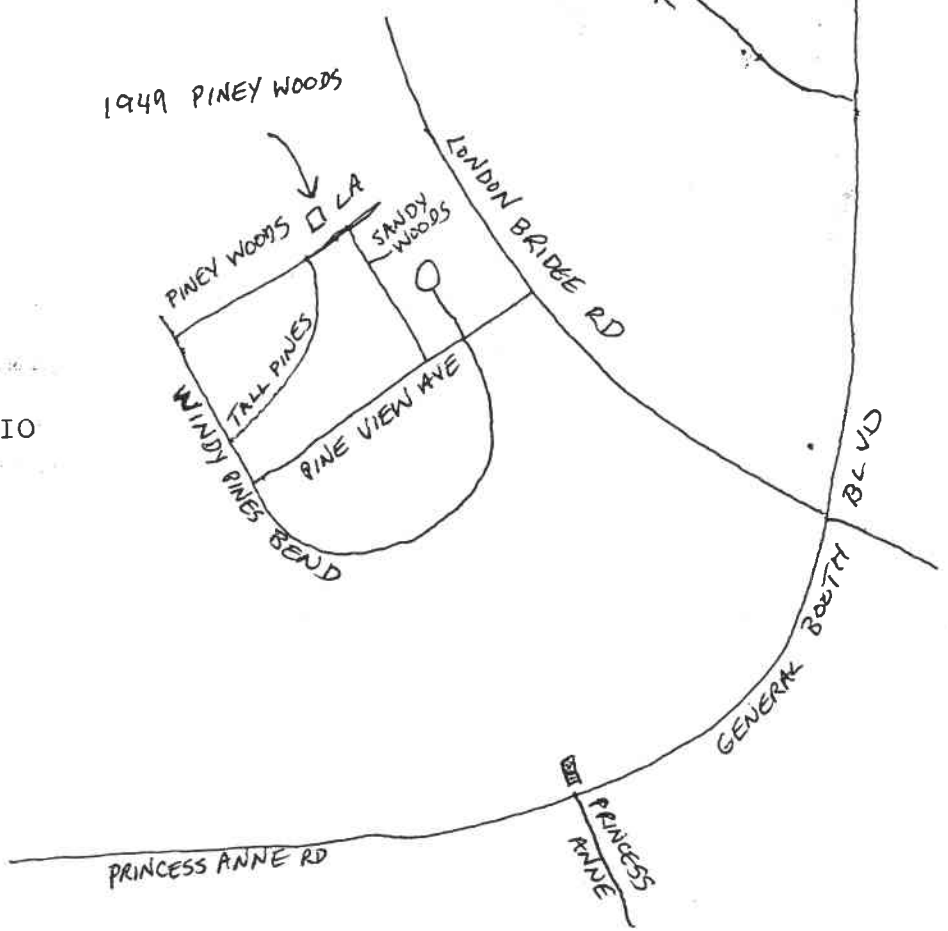 1949 PINEY WOODS
PINEY WOODS LA
SANDY
WOODS
LONDON BRIDGE RD
TALL PINES
IO
PINE VIEW AVE
WINDY PINES BEND
GENERAL BOOTH BLVD
PRINCESS
ANNE
PRINCESS ANNE RD